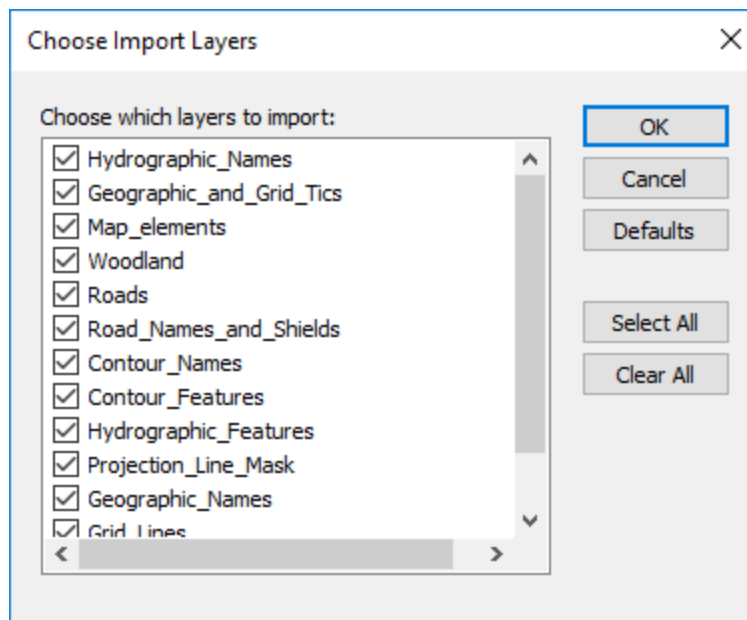 Choose Import Layers
Choose which layers to import:
Hydrographic_Names
Geographic_and_Grid_Tics
Map_elements
Woodland
Roads
Road_Names_and_Shields
Contour_Names
Contour_Features
Hydrographic_Features
Projection_Line_Mask
Geographic_Names
Grid_Lines
OK
Cancel
Defaults
Select All
Clear All